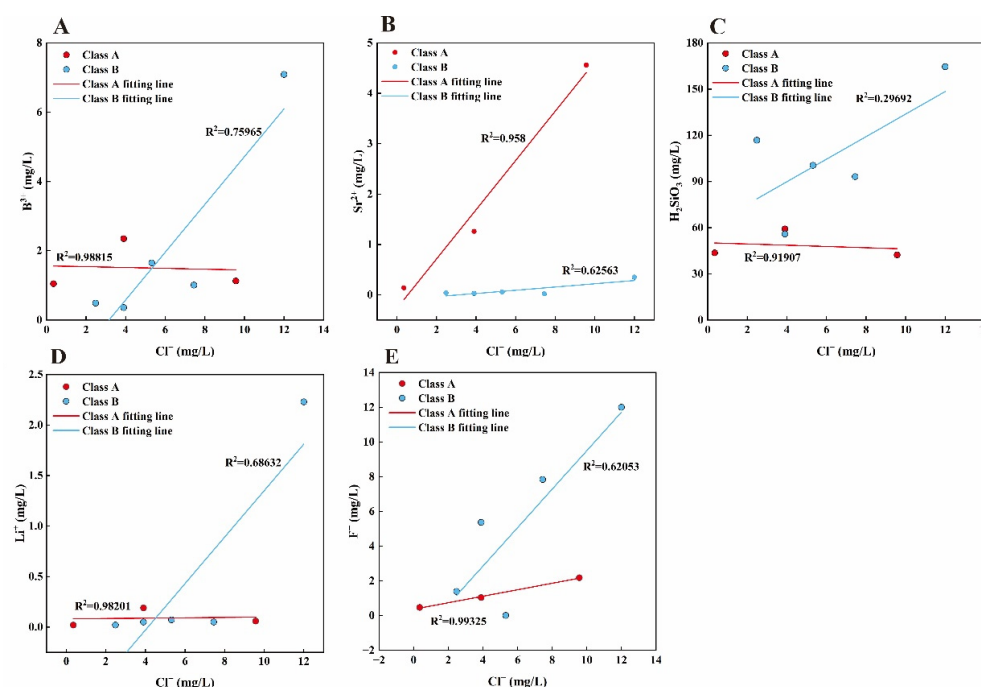 A
8
6
4
2
0
B³⁺ (mg/L)
Class A
Class B
Class A fitting line
Class B fitting line
R²=0.75965
R²=0.98815
0 2 4 6 8 10 12 14
Cl⁻ (mg/L)
B
5
4
3
2
1
0
Sr²⁺ (mg/L)
Class A
Class B
Class A fitting line
Class B fitting line
R²=0.958
R²=0.62563
0 2 4 6 8 10 12
Cl⁻ (mg/L)
C
180
150
120
90
60
30
0
H₂SiO₃ (mg/L)
Class A
Class B
Class A fitting line
Class B fitting line
R²=0.29692
R²=0.91907
0 2 4 6 8 10 12 14
Cl⁻ (mg/L)
D
2.5
2.0
1.5
1.0
0.5
0.0
Li⁺ (mg/L)
Class A
Class B
Class A fitting line
Class B fitting line
R²=0.68632
R²=0.98201
0 2 4 6 8 10 12
Cl⁻ (mg/L)
E
14
12
10
8
6
4
2
0
−2
F⁻ (mg/L)
Class A
Class B
Class A fitting line
Class B fitting line
R²=0.62053
R²=0.99325
−2 0 2 4 6 8 10 12 14
Cl⁻ (mg/L)